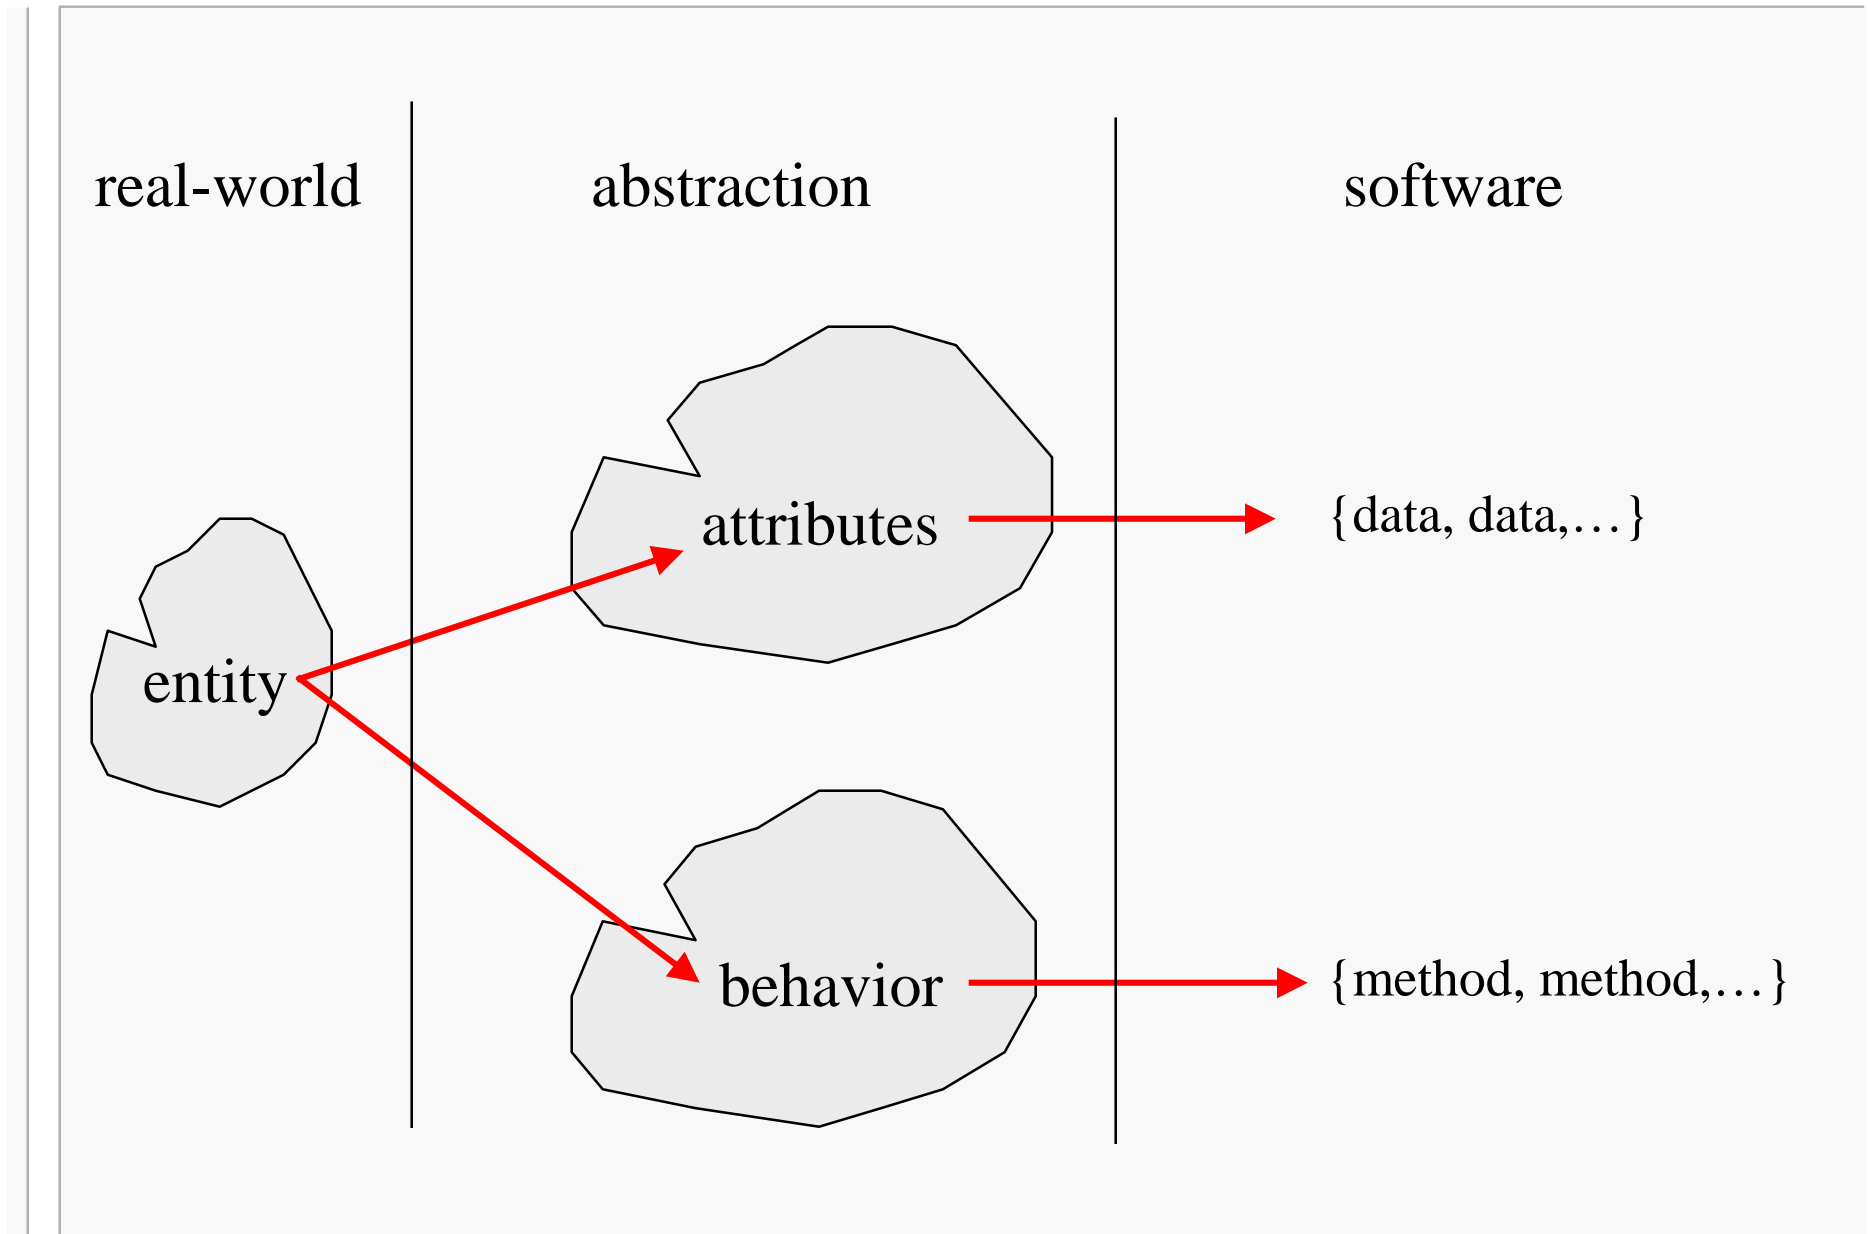 real-world
abstraction
software
attributes
{data, data,…}
entity
behavior
{method, method,…}